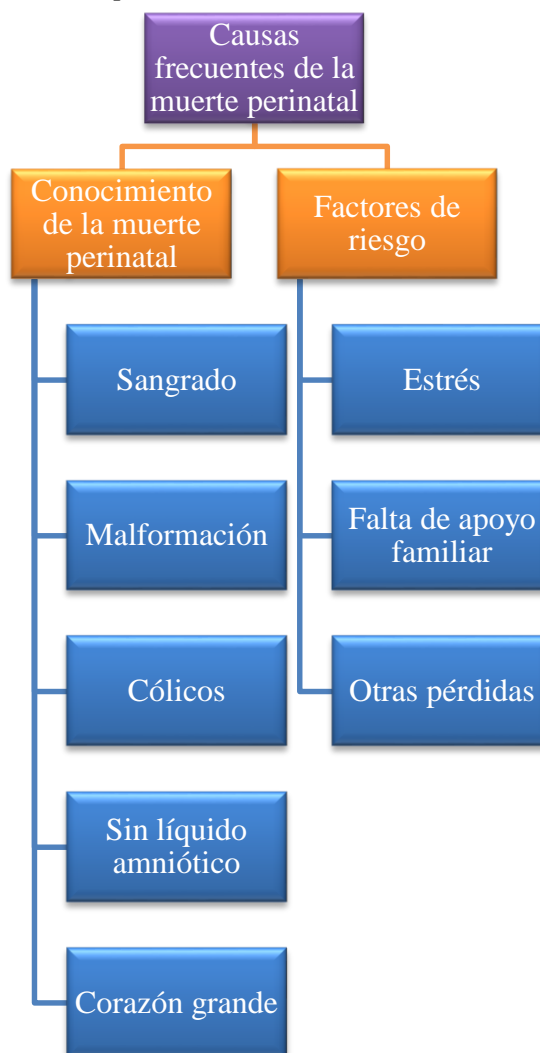 Causas
frecuentes de la
muerte perinatal
Conocimiento
de la muerte
perinatal
Factores de
riesgo
Sangrado
Estrés
Malformación
Falta de apoyo
familiar
Cólicos
Otras pérdidas
Sin líquido
amniótico
Corazón grande